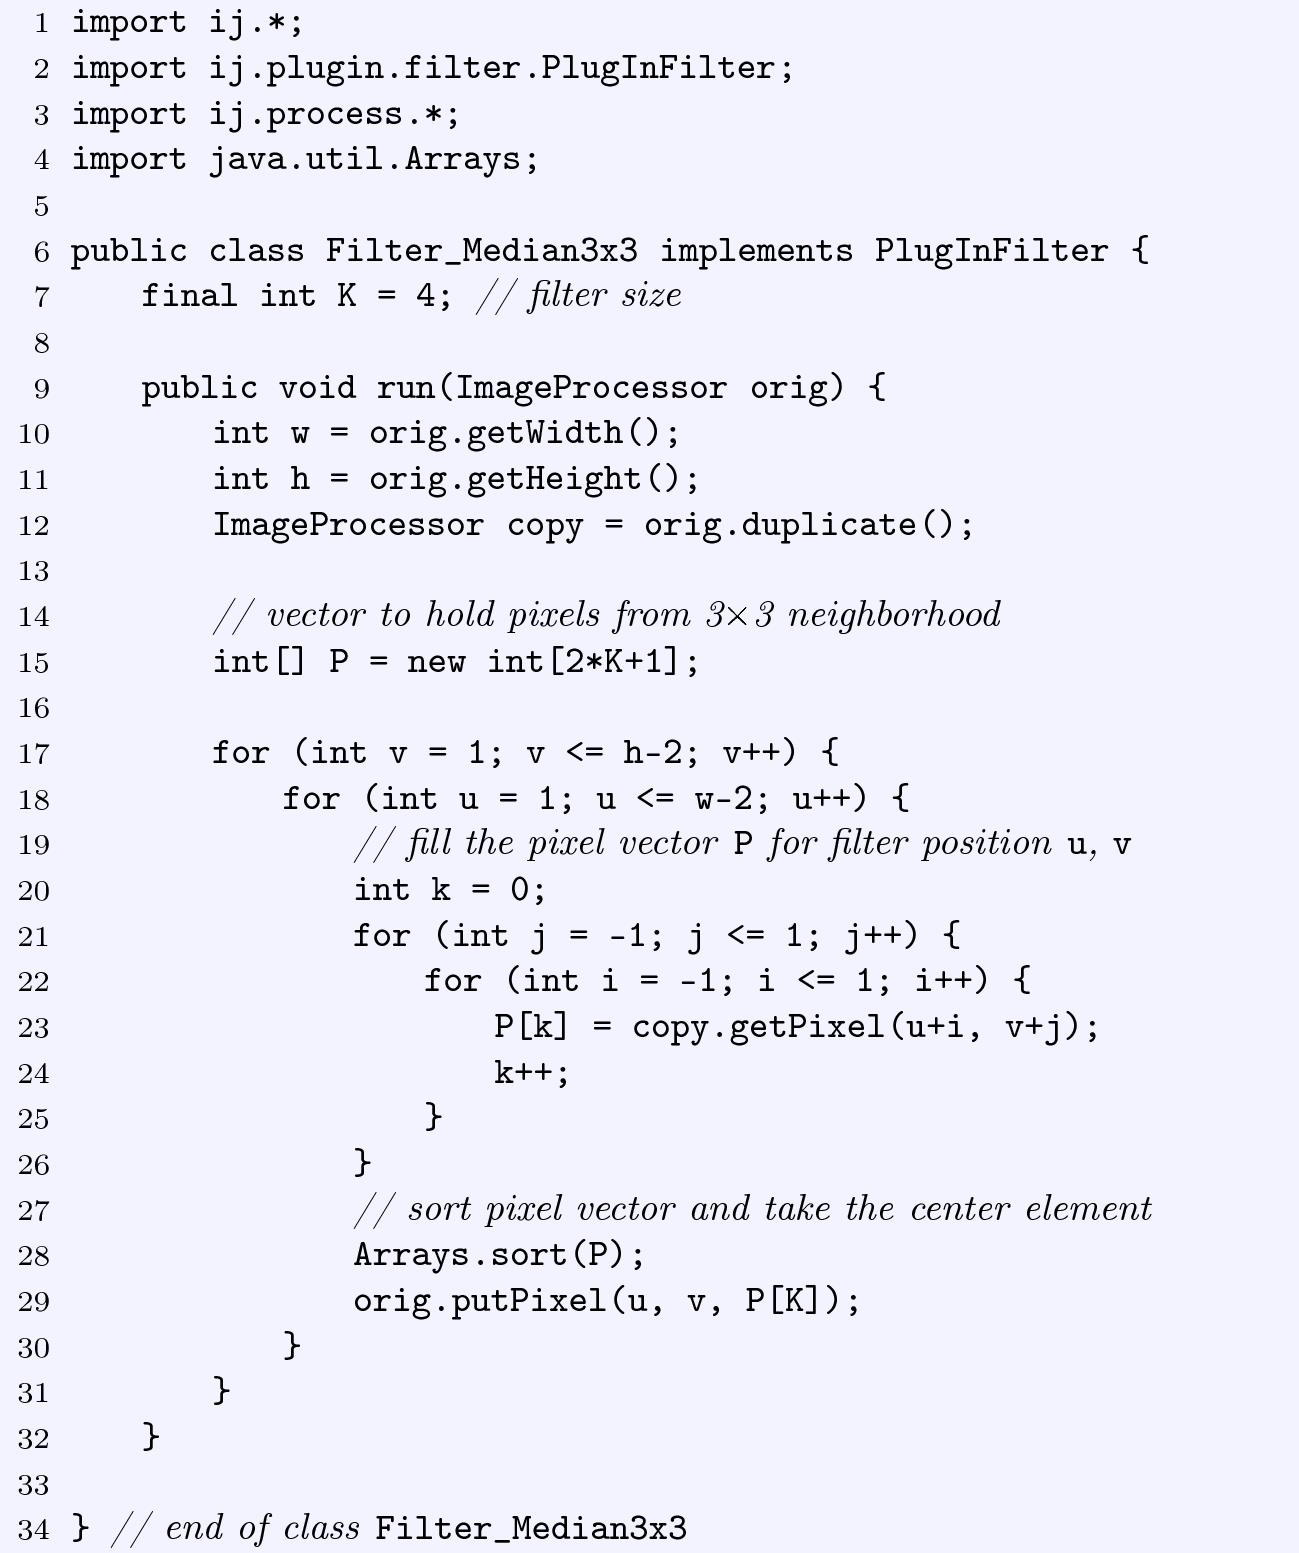 1 import ij.*;
2 import ij.plugin.filter.PlugInFilter;
3 import ij.process.*;
4 import java.util.Arrays;
5
6 public class Filter_Median3x3 implements PlugInFilter {
7     final int K = 4; // filter size
8
9     public void run(ImageProcessor orig) {
10         int w = orig.getWidth();
11         int h = orig.getHeight();
12         ImageProcessor copy = orig.duplicate();
13
14         // vector to hold pixels from 3×3 neighborhood
15         int[] P = new int[2*K+1];
16
17         for (int v = 1; v <= h-2; v++) {
18             for (int u = 1; u <= w-2; u++) {
19                 // fill the pixel vector P for filter position u, v
20                 int k = 0;
21                 for (int j = -1; j <= 1; j++) {
22                     for (int i = -1; i <= 1; i++) {
23                         P[k] = copy.getPixel(u+i, v+j);
24                         k++;
25                     }
26                 }
27                 // sort pixel vector and take the center element
28                 Arrays.sort(P);
29                 orig.putPixel(u, v, P[K]);
30             }
31         }
32     }
33
34 } // end of class Filter_Median3x3